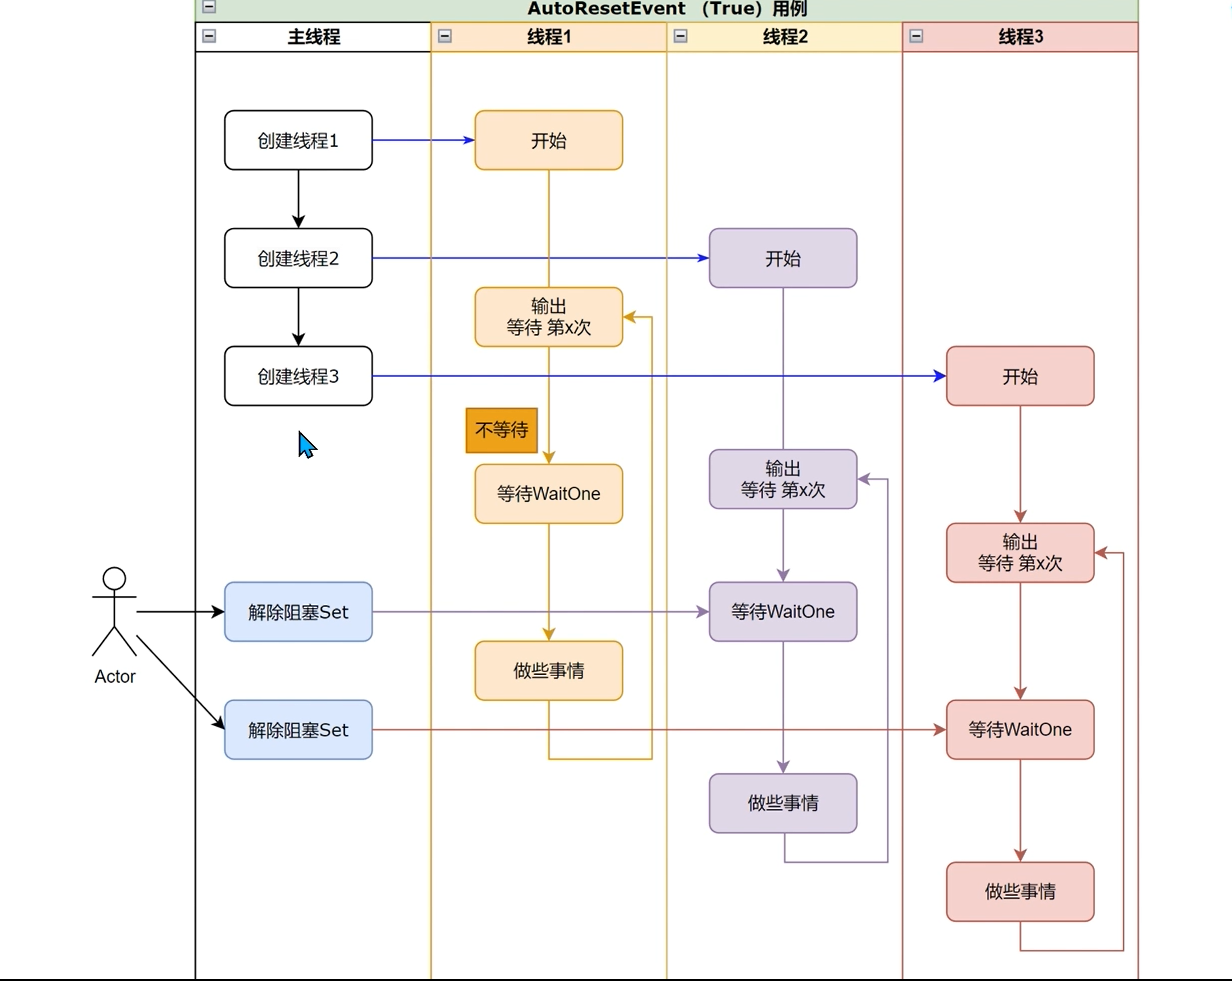 AutoResetEvent （True）用例
主线程
线程1
线程2
线程3
创建线程1
开始
创建线程2
开始
输出
等待 第x次
创建线程3
开始
不等待
输出
等待 第x次
等待WaitOne
输出
等待 第x次
解除阻塞Set
等待WaitOne
Actor
做些事情
解除阻塞Set
等待WaitOne
做些事情
做些事情